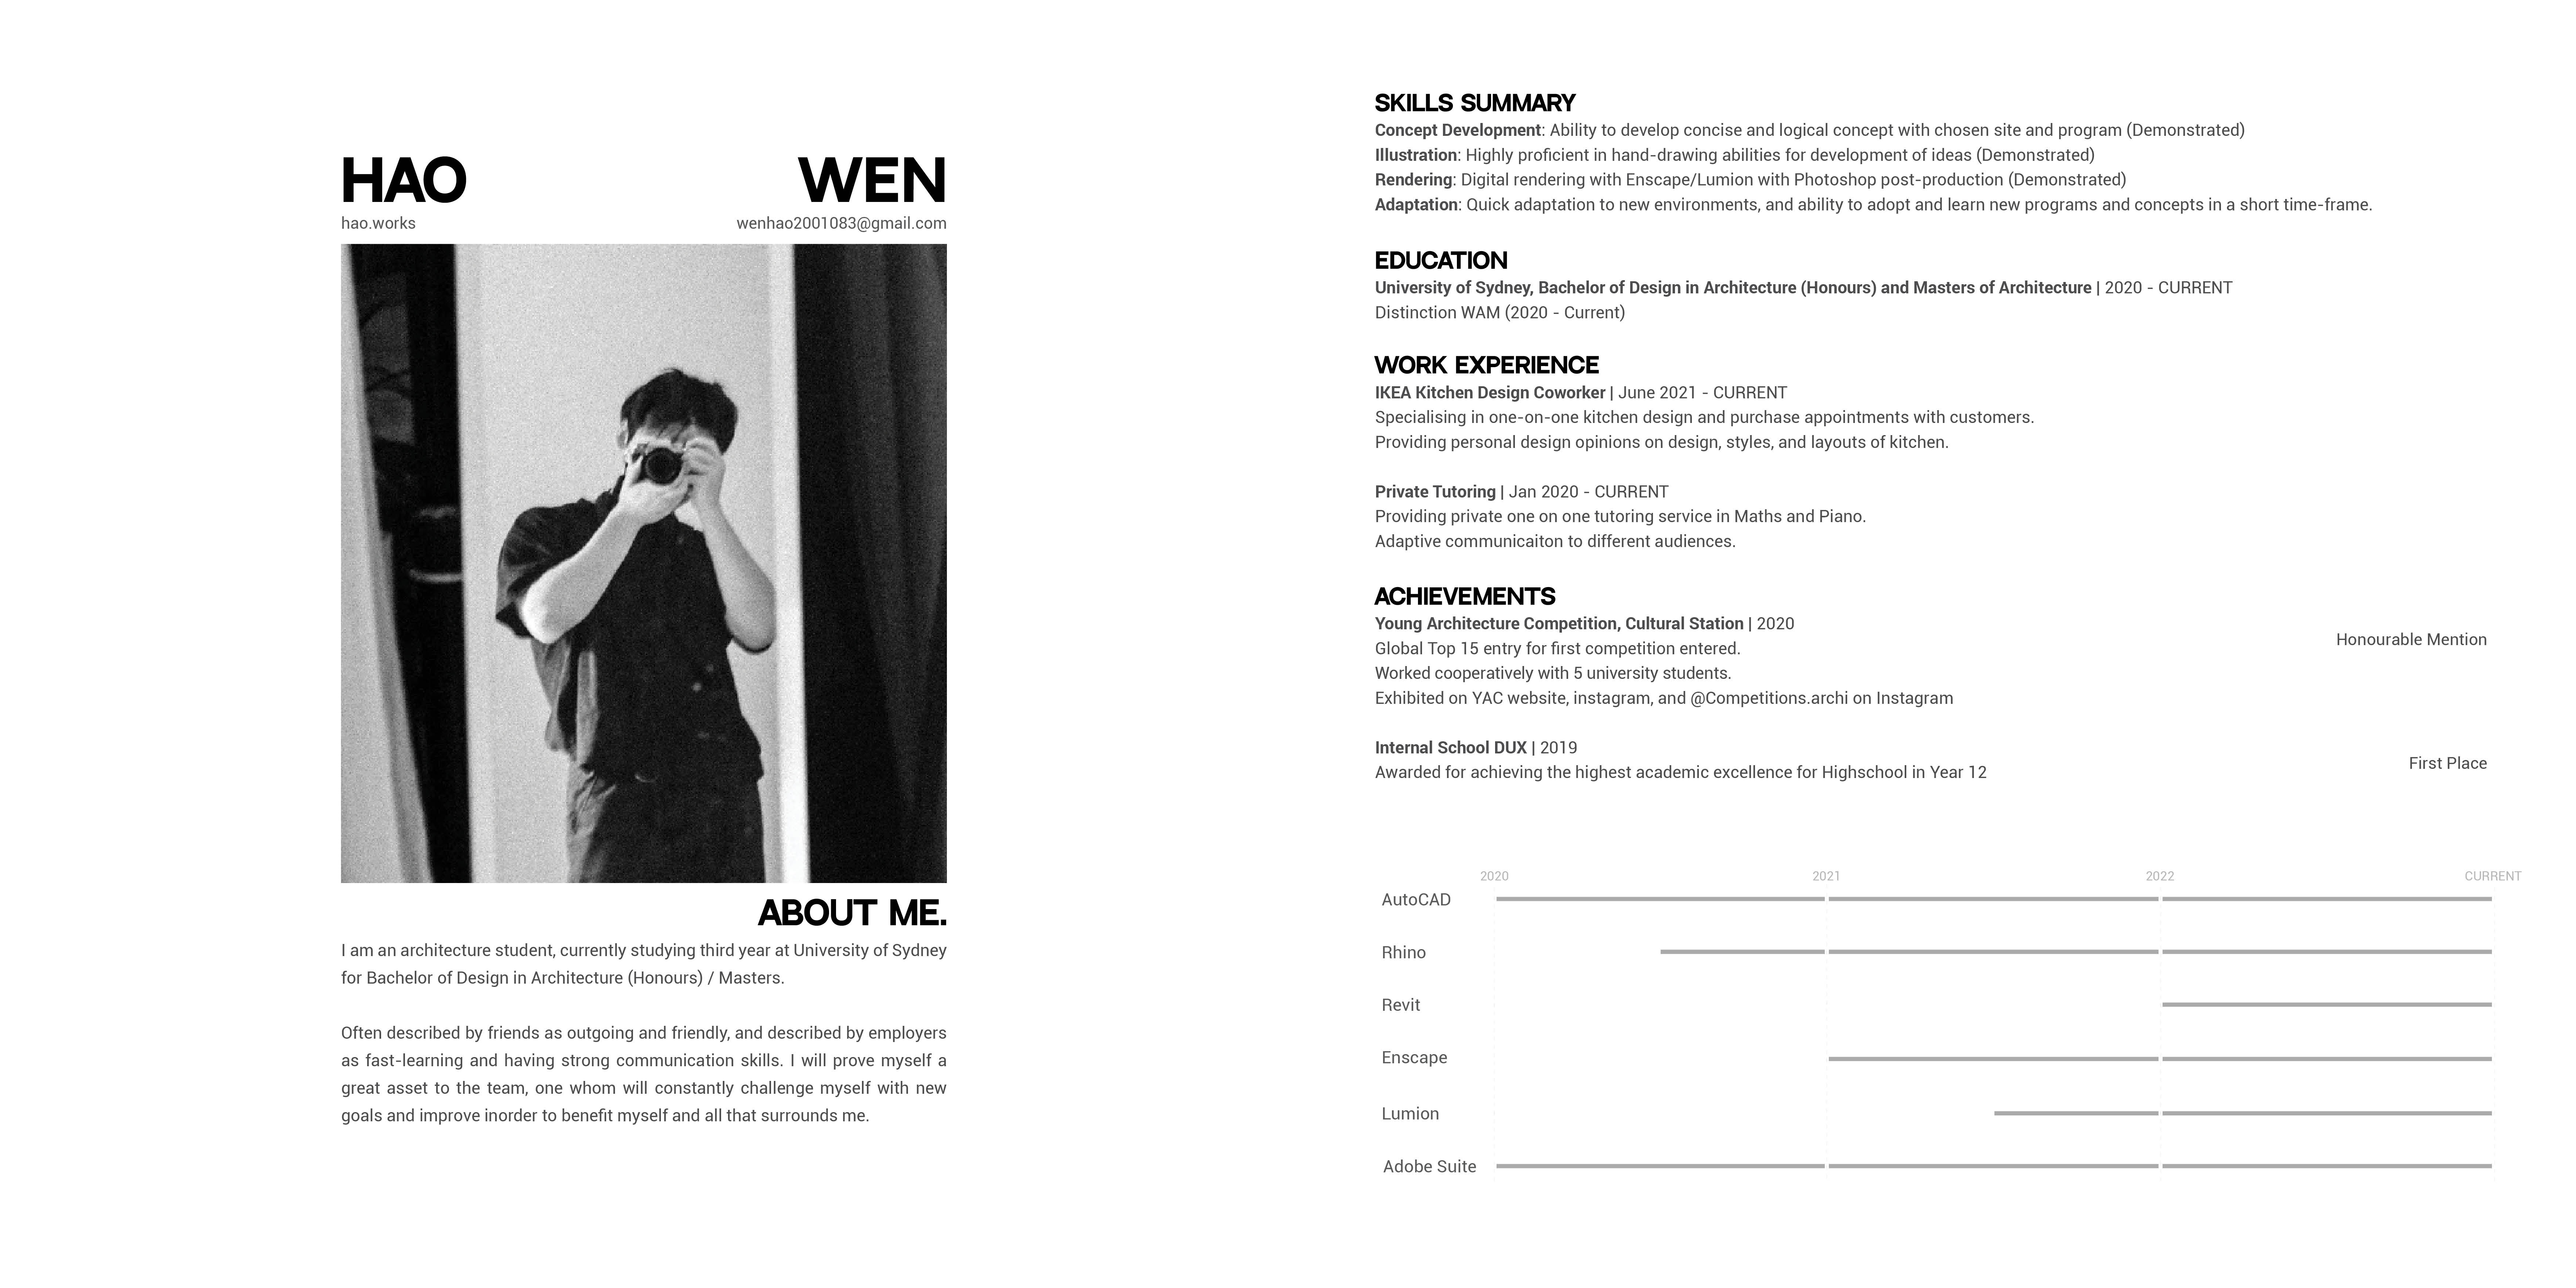 HAO WEN
hao.works wenhao2001083@gmail.com
ABOUT ME.
I am an architecture student, currently studying third year at University of Sydney
for Bachelor of Design in Architecture (Honours) / Masters.
Often described by friends as outgoing and friendly, and described by employers
as fast-learning and having strong communication skills. I will prove myself a
great asset to the team, one whom will constantly challenge myself with new
goals and improve inorder to benefit myself and all that surrounds me.
SKILLS SUMMARY
Concept Development: Ability to develop concise and logical concept with chosen site and program (Demonstrated)
Illustration: Highly proficient in hand-drawing abilities for development of ideas (Demonstrated)
Rendering: Digital rendering with Enscape/Lumion with Photoshop post-production (Demonstrated)
Adaptation: Quick adaptation to new environments, and ability to adopt and learn new programs and concepts in a short time-frame.
EDUCATION
University of Sydney, Bachelor of Design in Architecture (Honours) and Masters of Architecture | 2020 - CURRENT
Distinction WAM (2020 - Current)
WORK EXPERIENCE
IKEA Kitchen Design Coworker | June 2021 - CURRENT
Specialising in one-on-one kitchen design and purchase appointments with customers.
Providing personal design opinions on design, styles, and layouts of kitchen.
Private Tutoring | Jan 2020 - CURRENT
Providing private one on one tutoring service in Maths and Piano.
Adaptive communicaiton to different audiences.
ACHIEVEMENTS
Young Architecture Competition, Cultural Station | 2020
Honourable Mention
Global Top 15 entry for first competition entered.
Worked cooperatively with 5 university students.
Exhibited on YAC website, instagram, and @Competitions.archi on Instagram
Internal School DUX | 2019
First Place
Awarded for achieving the highest academic excellence for Highschool in Year 12
2020 2021 2022 CURRENT
AutoCAD
Rhino
Revit
Enscape
Lumion
Adobe Suite